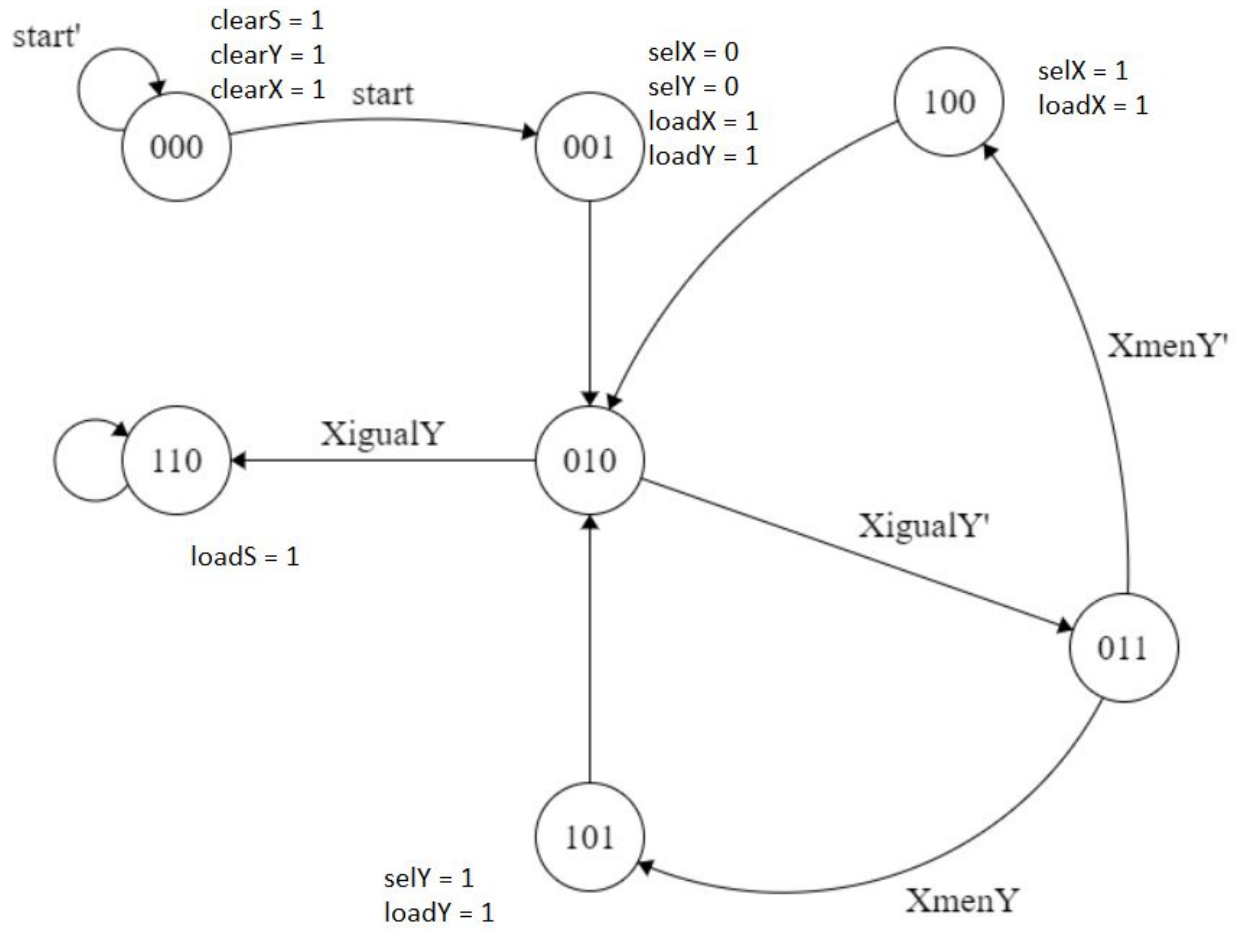 start'
clearS = 1
clearY = 1
clearX = 1
start
000
001
selX = 0
selY = 0
loadX = 1
loadY = 1
100
selX = 1
loadX = 1
XmenY'
110
XigualY
010
XigualY'
loadS = 1
011
101
selY = 1
loadY = 1
XmenY